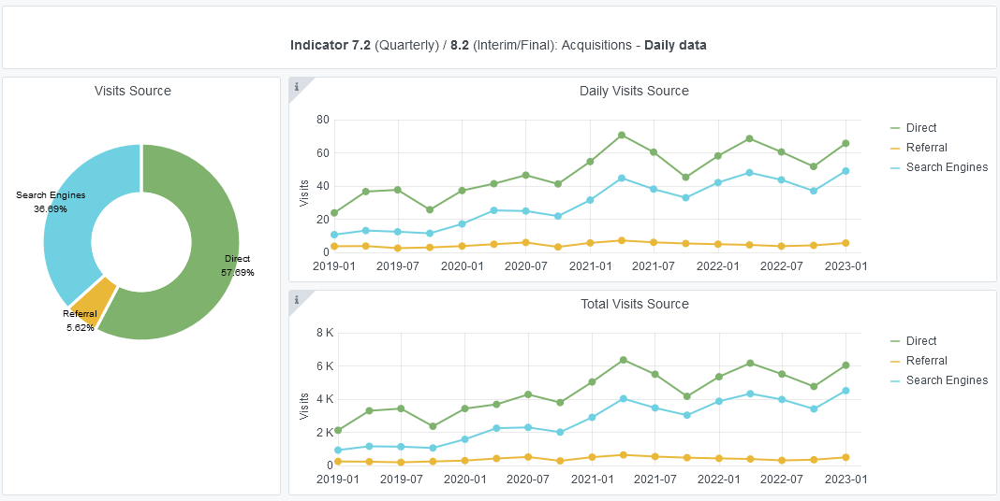 Indicator 7.2 (Quarterly) / 8.2 (Interim/Final): Acquisitions - Daily data
Visits Source
Search Engines
36.69%
Direct
57.69%
Referral
5.62%
i
Daily Visits Source
Visits
80
60
40
20
0
2019-01 2019-07 2020-01 2020-07 2021-01 2021-07 2022-01 2022-07 2023-01
Direct
Referral
Search Engines
i
Total Visits Source
Visits
8 K
6 K
4 K
2 K
0
2019-01 2019-07 2020-01 2020-07 2021-01 2021-07 2022-01 2022-07 2023-01
Direct
Referral
Search Engines